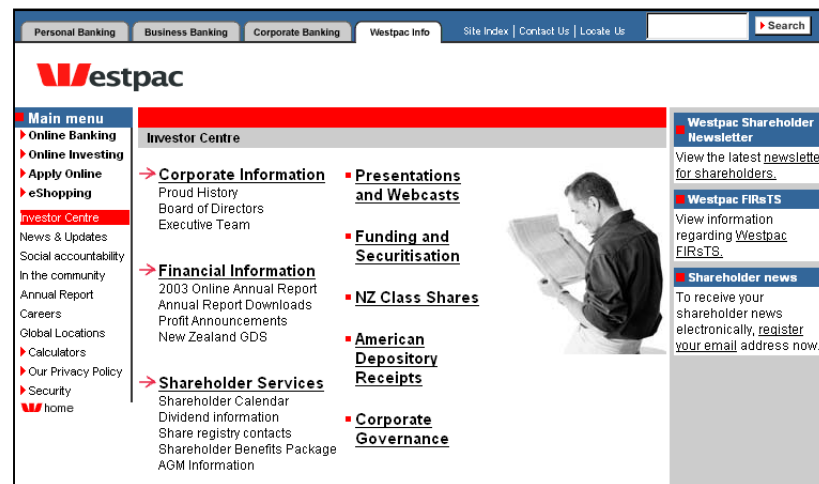 Personal Banking
Business Banking
Corporate Banking
Westpac Info
Site Index | Contact Us | Locate Us
Search
Westpac
Main menu
Online Banking
Online Investing
Apply Online
eShopping
Investor Centre
News & Updates
Social accountability
In the community
Annual Report
Careers
Global Locations
Calculators
Our Privacy Policy
Security
home
Investor Centre
Corporate Information
Proud History
Board of Directors
Executive Team
Financial Information
2003 Online Annual Report
Annual Report Downloads
Profit Announcements
New Zealand GDS
Shareholder Services
Shareholder Calendar
Dividend information
Share registry contacts
Shareholder Benefits Package
AGM Information
Presentations
and Webcasts
Funding and
Securitisation
NZ Class Shares
American
Depository
Receipts
Corporate
Governance
Westpac Shareholder
Newsletter
View the latest newslette
for shareholders.
Westpac FIRsTS
View information
regarding Westpac
FIRsTS.
Shareholder news
To receive your
shareholder news
electronically, register
your email address now.